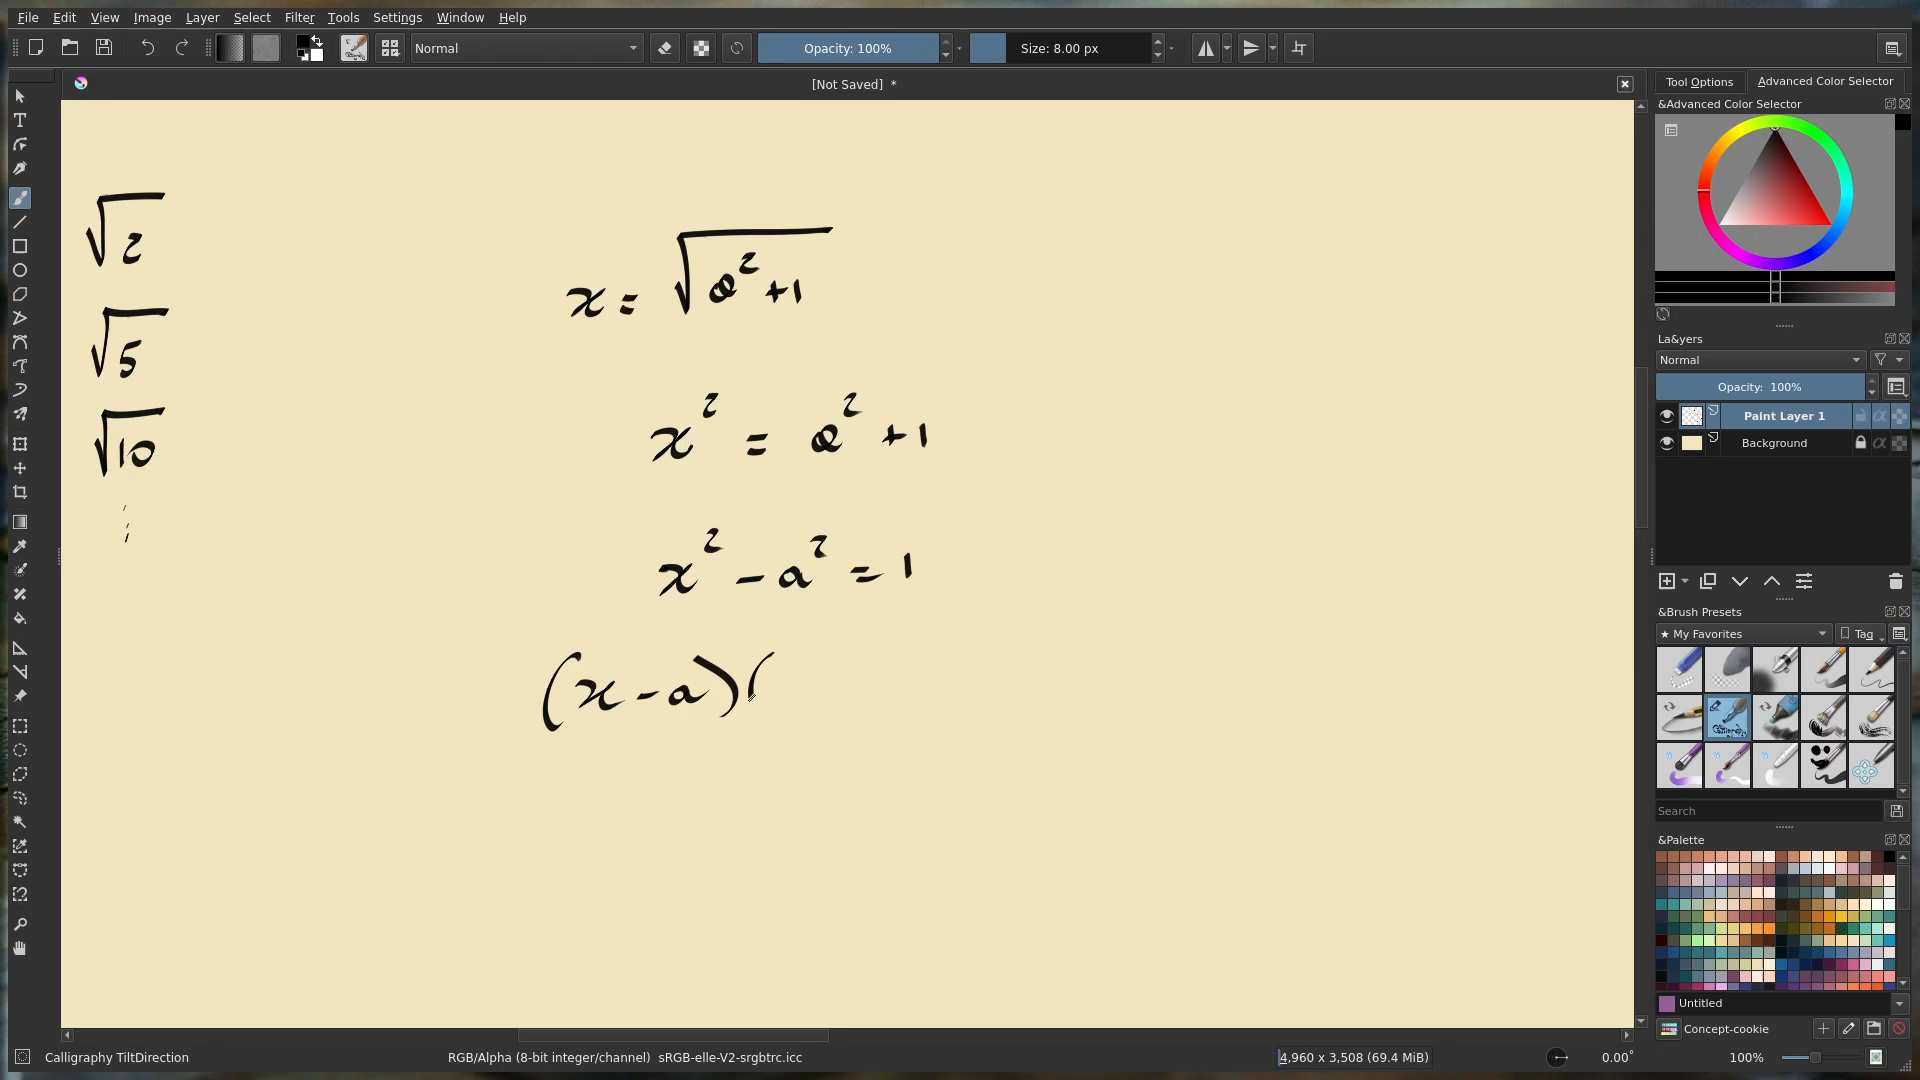 File Edit View Image Layer Select Filter Tools Settings Window Help
Normal Opacity: 100% Size: 8.00 px
[Not Saved] *
Tool Options Advanced Color Selector
&Advanced Color Selector
√2
√5
√10
⋮
x = √a²+1
x² = a² +1
x² - a² = 1
(x - a)(
La&yers
Normal
Opacity: 100%
Paint Layer 1
Background
&Brush Presets
★ My Favorites Tag
Search
&Palette
Untitled
Concept-cookie
Calligraphy TiltDirection RGB/Alpha (8-bit integer/channel) sRGB-elle-V2-srgbtrc.icc 4,960 x 3,508 (69.4 MiB) 0.00° 100%